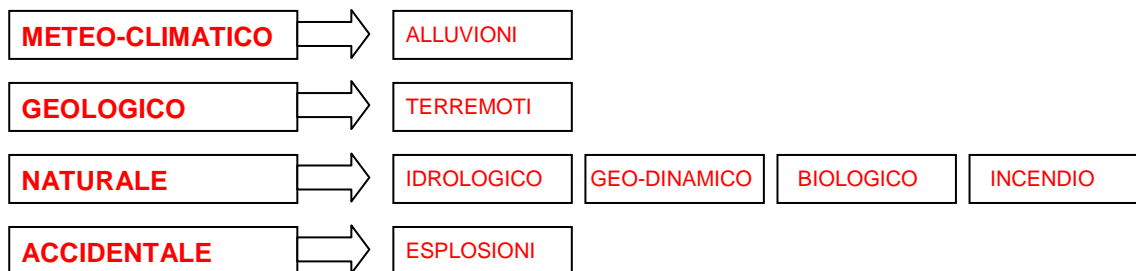 METEO-CLIMATICO ALLUVIONI
GEOLOGICO TERREMOTI
NATURALE IDROLOGICO GEO-DINAMICO BIOLOGICO INCENDIO
ACCIDENTALE ESPLOSIONI